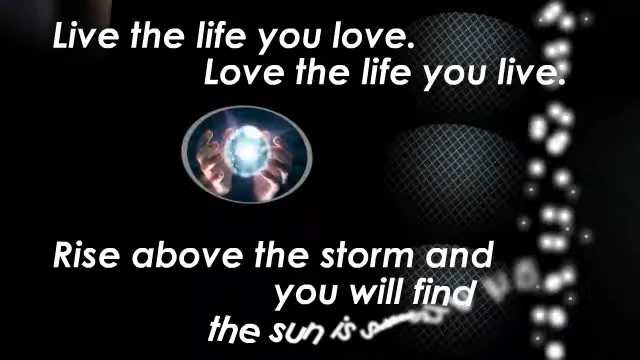 Live the life you love.
Love the life you live.
Rise above the storm and
you will find
the sun is